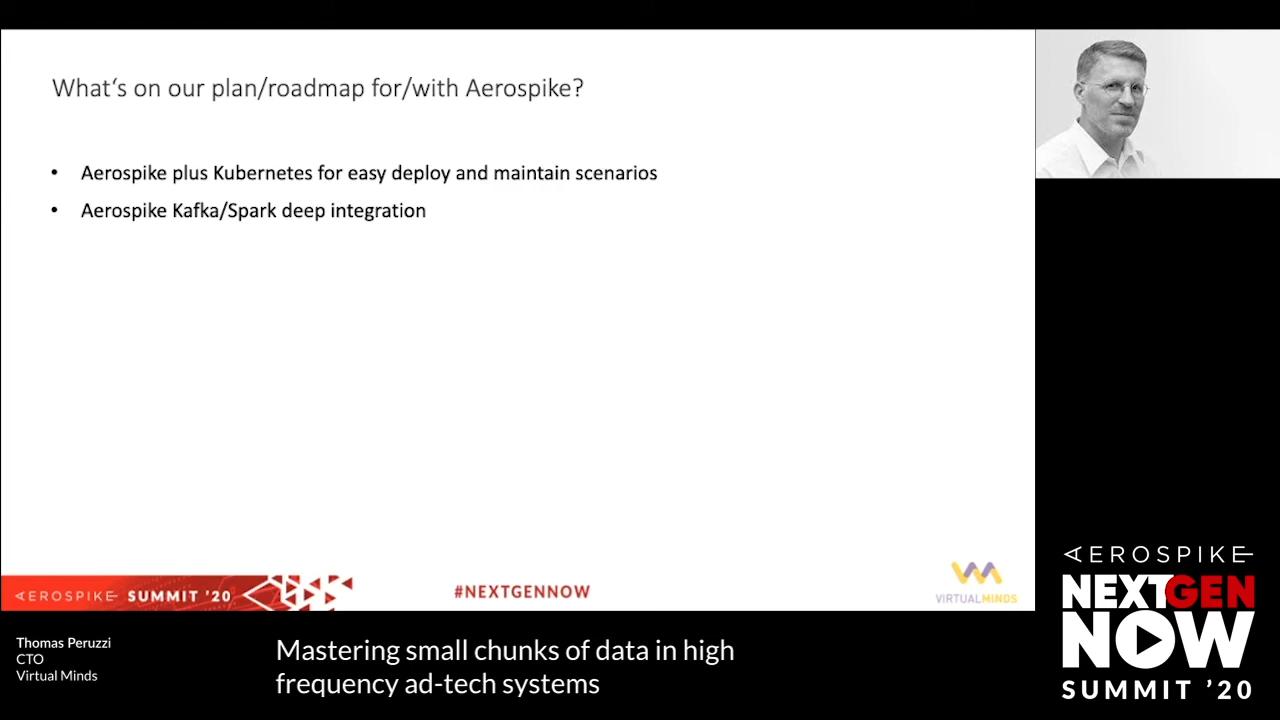 What's on our plan/roadmap for/with Aerospike?
• Aerospike plus Kubernetes for easy deploy and maintain scenarios
• Aerospike Kafka/Spark deep integration
AEROSPIKE SUMMIT '20
#NEXTGENNOW
VIRTUALMINDS
Thomas Peruzzi
CTO
Virtual Minds
Mastering small chunks of data in high
frequency ad-tech systems
AEROSPIKE
NEXTGEN
NOW
SUMMIT '20